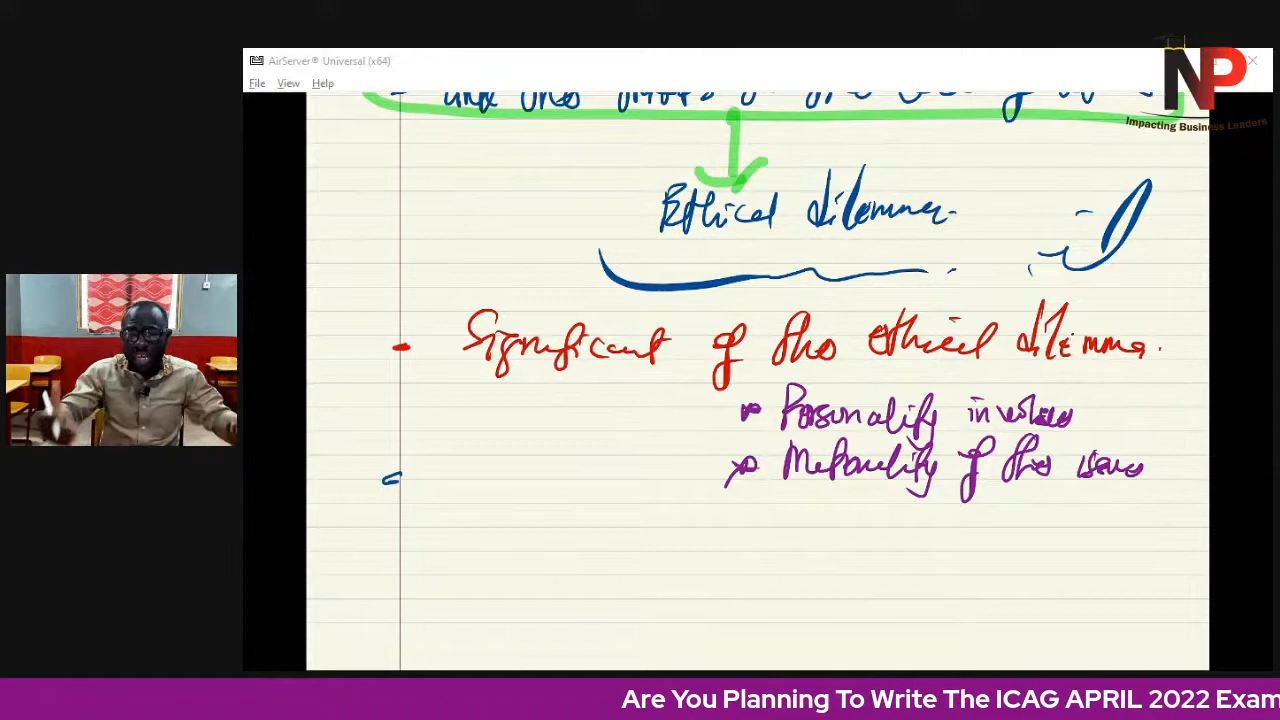 AirServer® Universal (x64)
File View Help
NP
Impacting Business Leaders
Ethical dilemma
- Significant of the ethical dilemma.
Personality involved
of the issue
Are You Planning To Write The ICAG APRIL 2022 Exam